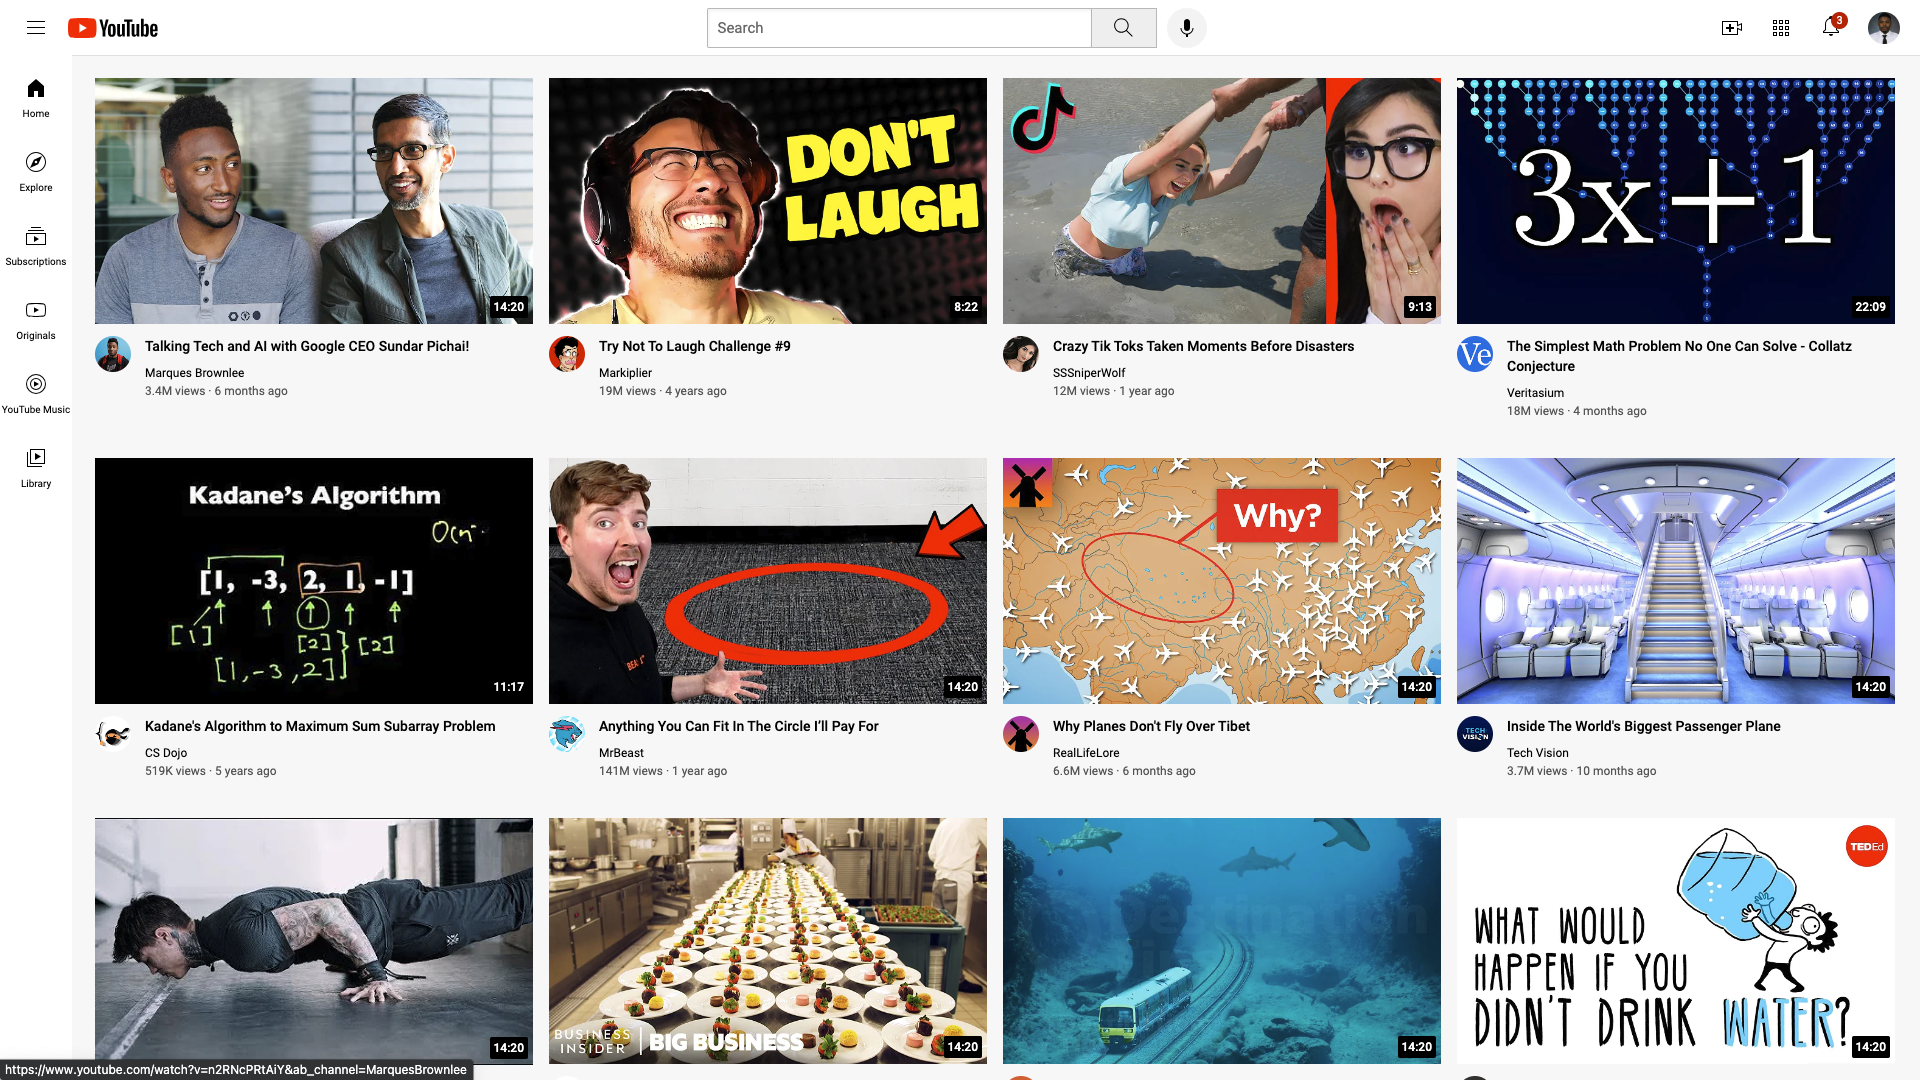 YouTube
Search
3
Home
Explore
Subscriptions
Originals
YouTube Music
Library
14:20
Talking Tech and AI with Google CEO Sundar Pichai!
Marques Brownlee
3.4M views · 6 months ago
DON'T
LAUGH
8:22
Try Not To Laugh Challenge #9
Markiplier
19M views · 4 years ago
9:13
Crazy Tik Toks Taken Moments Before Disasters
SSSniperWolf
12M views · 1 year ago
3x+1
22:09
Ve
The Simplest Math Problem No One Can Solve - Collatz
Conjecture
Veritasium
18M views · 4 months ago
Kadane's Algorithm
[1, -3, 2, 1, -1]
[1]
[2]
[2]
[1,-3,2]
11:17
Kadane's Algorithm to Maximum Sum Subarray Problem
CS Dojo
519K views · 5 years ago
14:20
Anything You Can Fit In The Circle I'll Pay For
MrBeast
141M views · 1 year ago
Why?
14:20
Why Planes Don't Fly Over Tibet
RealLifeLore
6.6M views · 6 months ago
14:20
TECH
VISION
Inside The World's Biggest Passenger Plane
Tech Vision
3.7M views · 10 months ago
14:20
BUSINESS
INSIDER
BIG BUSINESS
14:20
14:20
TEDEd
WHAT WOULD
HAPPEN IF YOU
DIDN'T DRINK WATER?
14:20
https://www.youtube.com/watch?v=n2RNcPRtAiY&ab_channel=MarquesBrownlee